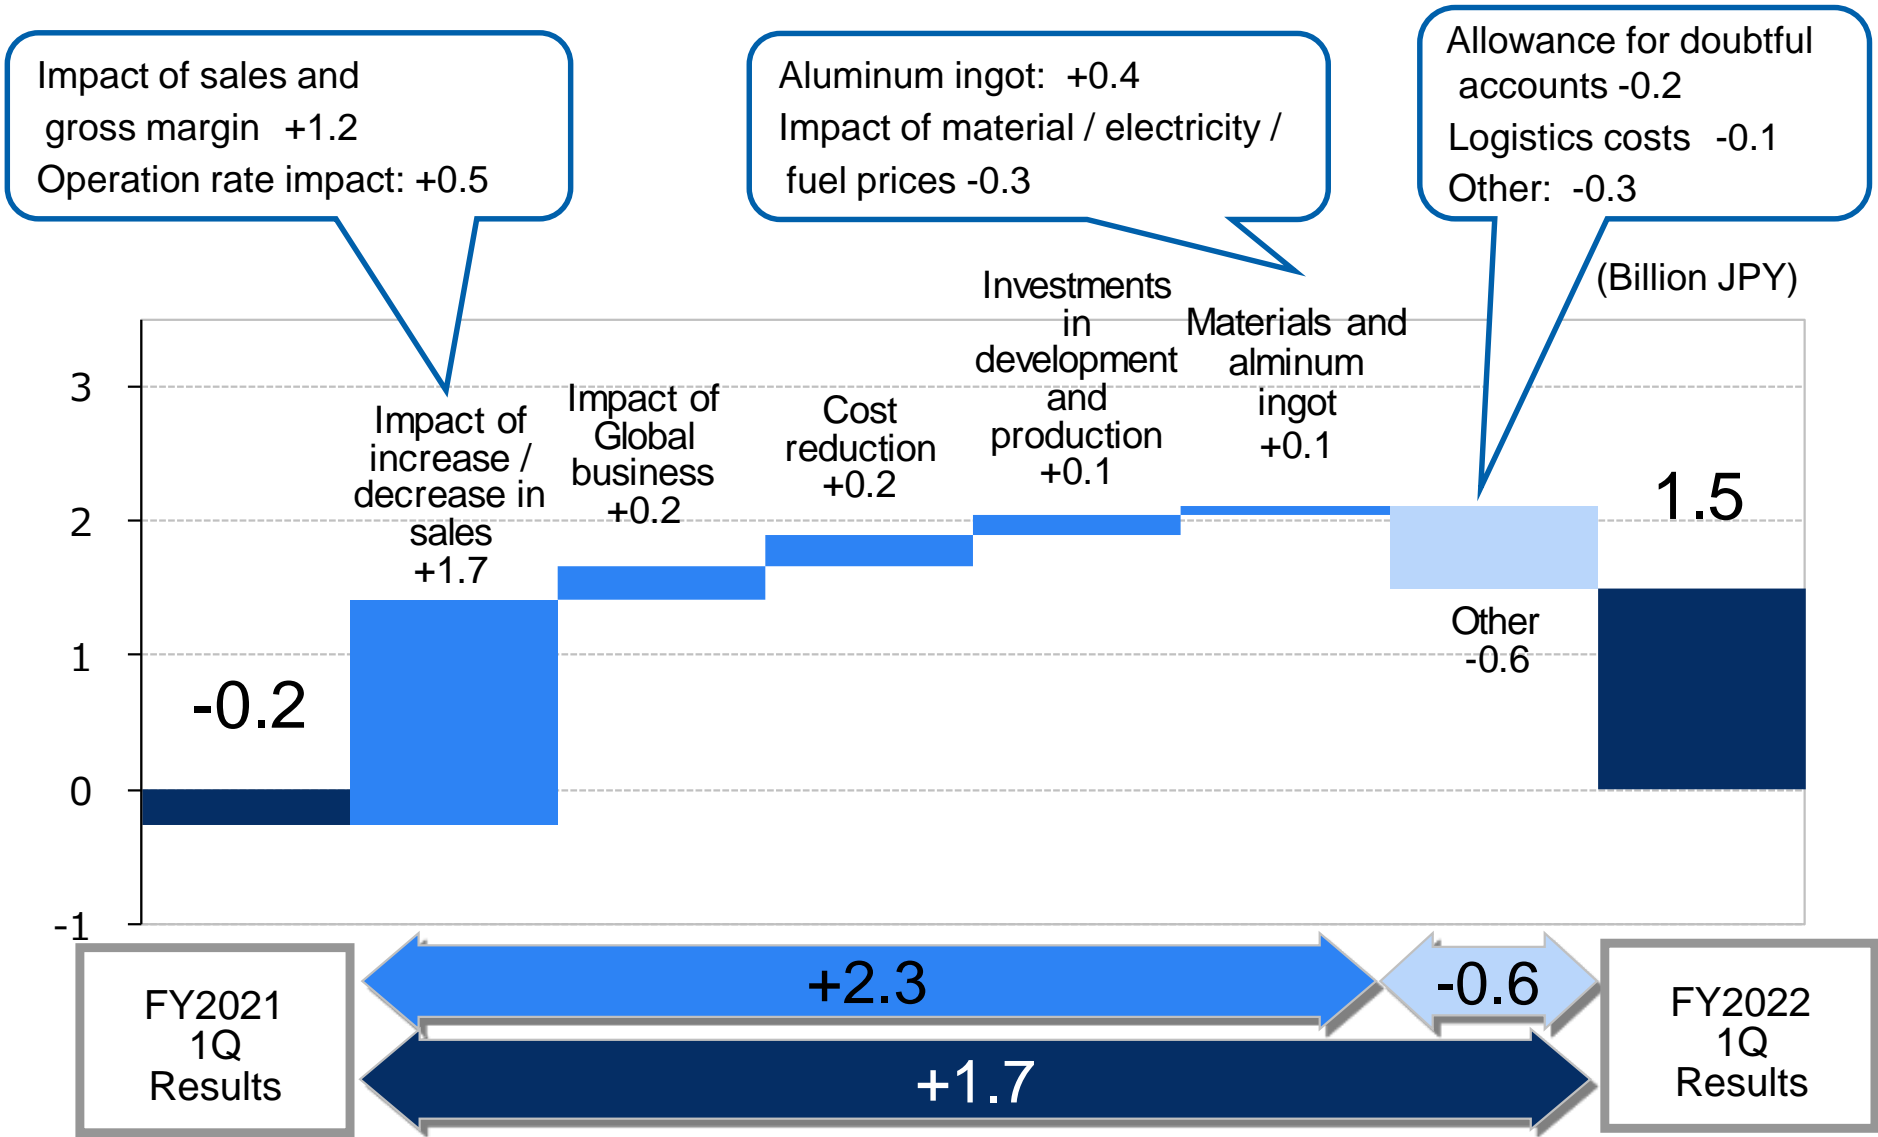 Impact of sales and
gross margin +1.2
Operation rate impact: +0.5
Aluminum ingot: +0.4
Impact of material / electricity /
fuel prices -0.3
Allowance for doubtful
accounts -0.2
Logistics costs -0.1
Other: -0.3
(Billion JPY)
3
2
1
0
-1
-0.2
Impact of
increase /
decrease in
sales
+1.7
Impact of
Global
business
+0.2
Cost
reduction
+0.2
Investments
in
development
and
production
+0.1
Materials and
alminum
ingot
+0.1
Other
-0.6
1.5
FY2021
1Q
Results
+2.3
-0.6
+1.7
FY2022
1Q
Results